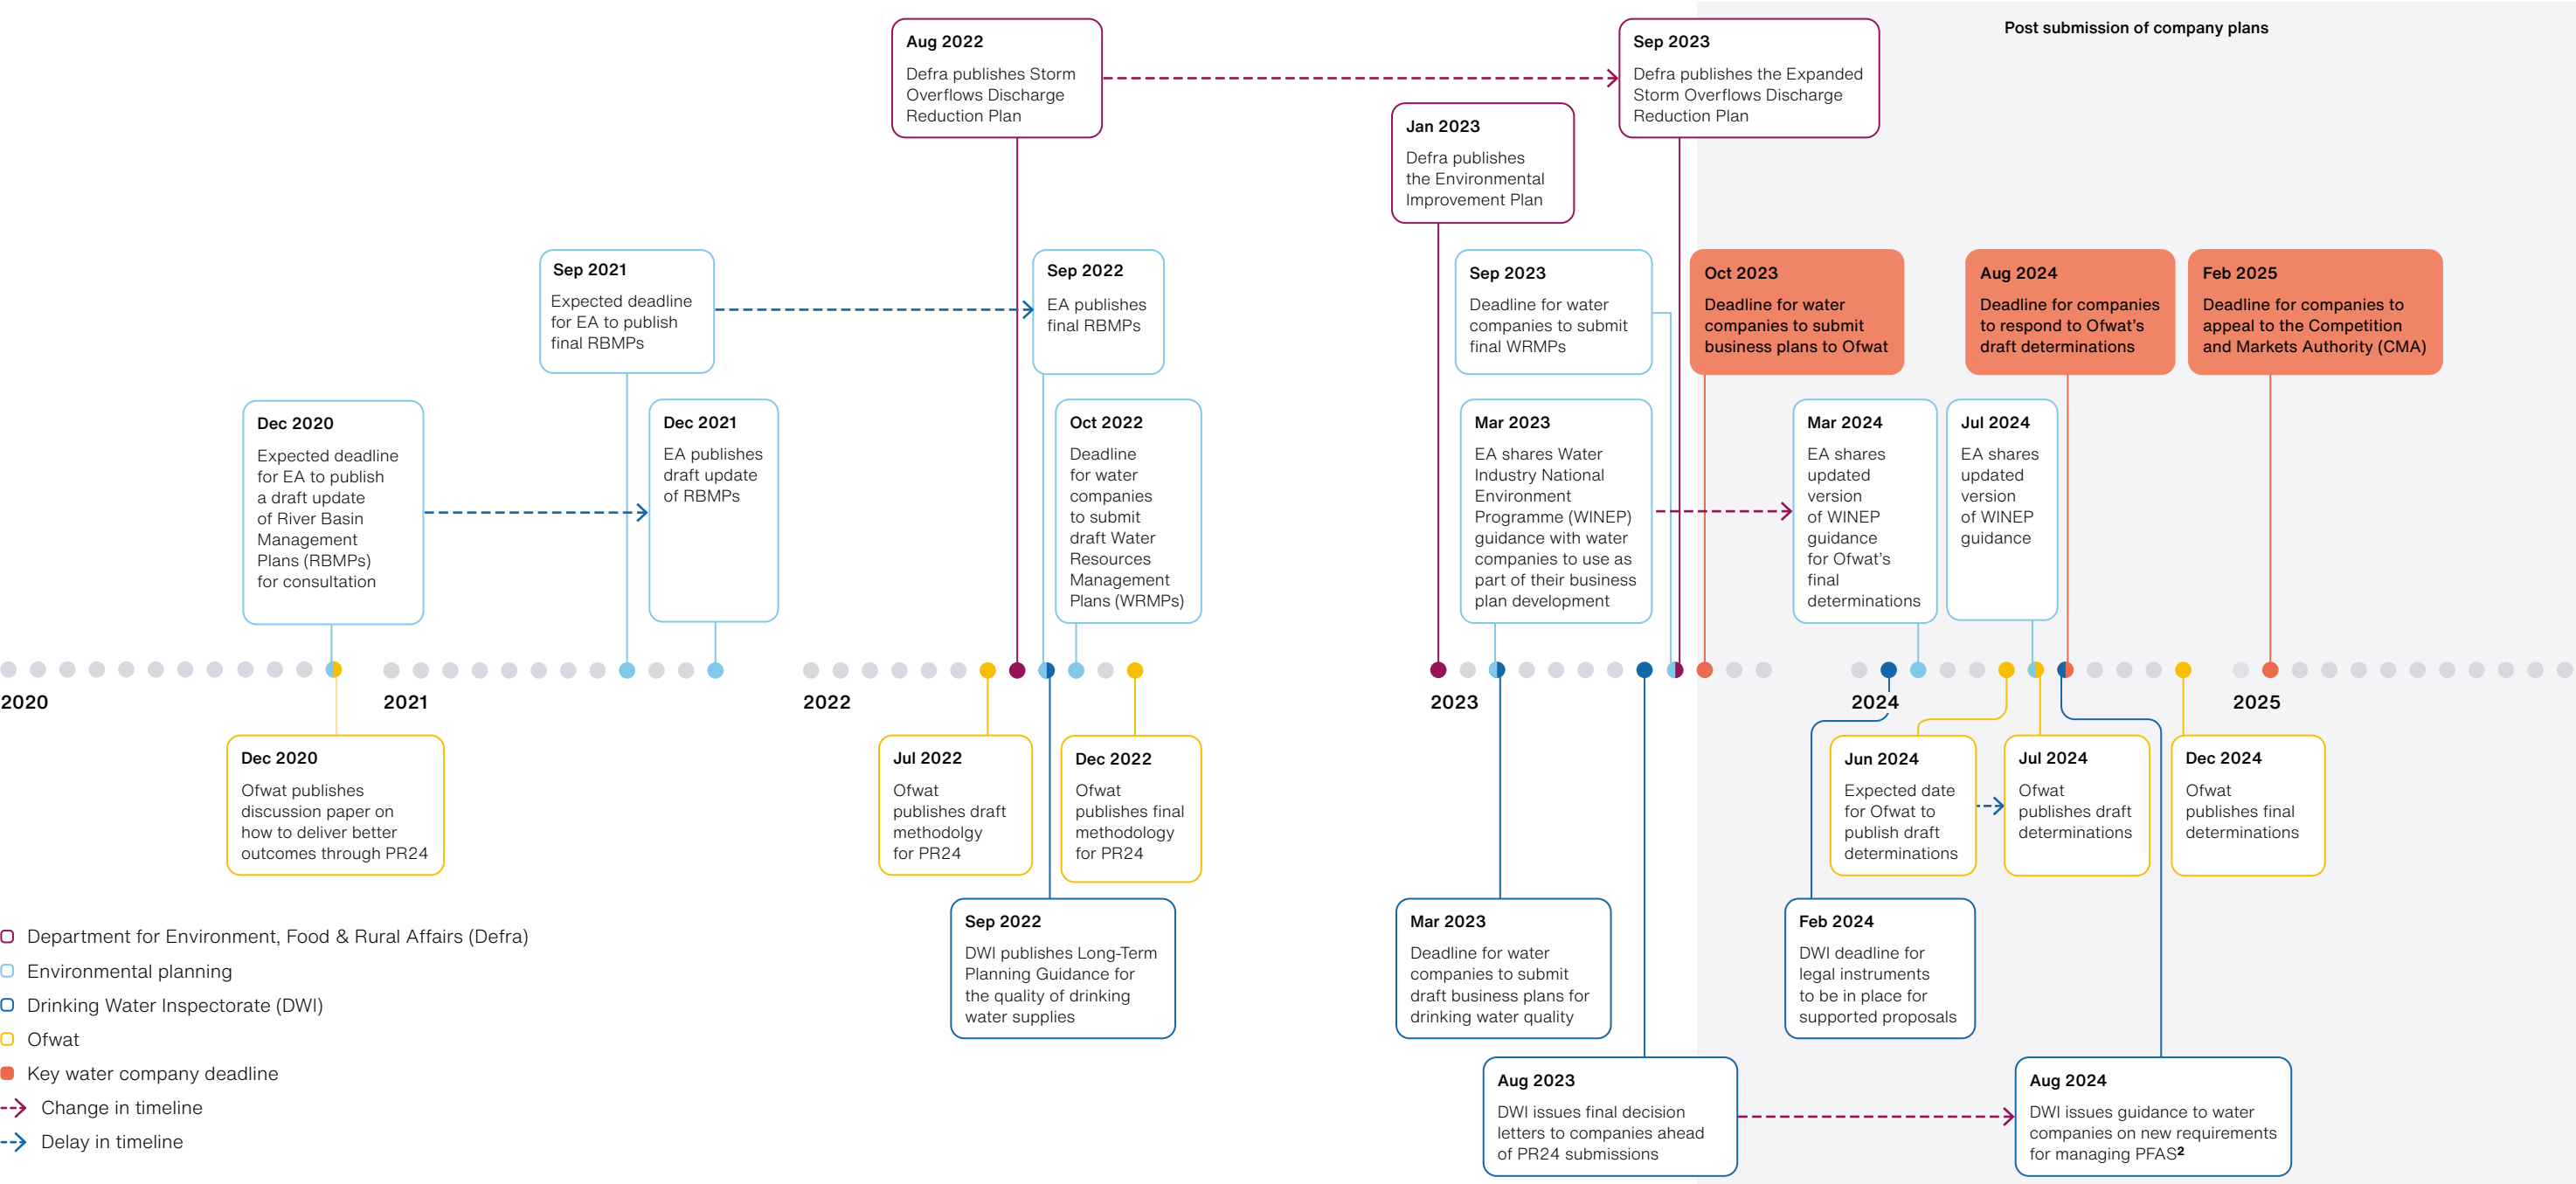 Post submission of company plans
Aug 2022
Defra publishes Storm
Overflows Discharge
Reduction Plan
Sep 2023
Defra publishes the Expanded
Storm Overflows Discharge
Reduction Plan
Jan 2023
Defra publishes
the Environmental
Improvement Plan
Sep 2021
Expected deadline
for EA to publish
final RBMPs
Sep 2022
EA publishes
final RBMPs
Sep 2023
Deadline for water
companies to submit
final WRMPs
Oct 2023
Deadline for water
companies to submit
business plans to Ofwat
Aug 2024
Deadline for companies
to respond to Ofwat's
draft determinations
Feb 2025
Deadline for companies to
appeal to the Competition
and Markets Authority (CMA)
Dec 2020
Expected deadline
for EA to publish
a draft update
of River Basin
Management
Plans (RBMPs)
for consultation
Dec 2021
EA publishes
draft update
of RBMPs
Oct 2022
Deadline
for water
companies
to submit
draft Water
Resources
Management
Plans (WRMPs)
Mar 2023
EA shares Water
Industry National
Environment
Programme (WINEP)
guidance with water
companies to use as
part of their business
plan development
Mar 2024
EA shares
updated
version
of WINEP
guidance
for Ofwat's
final
determinations
Jul 2024
EA shares
updated
version
of WINEP
guidance
2020
2021
2022
2023
2024
2025
Dec 2020
Ofwat publishes
discussion paper on
how to deliver better
outcomes through PR24
Jul 2022
Ofwat
publishes draft
methodolgy
for PR24
Dec 2022
Ofwat
publishes final
methodology
for PR24
Jun 2024
Expected date
for Ofwat to
publish draft
determinations
Jul 2024
Ofwat
publishes draft
determinations
Dec 2024
Ofwat
publishes final
determinations
Sep 2022
DWI publishes Long-Term
Planning Guidance for
the quality of drinking
water supplies
Mar 2023
Deadline for water
companies to submit
draft business plans for
drinking water quality
Feb 2024
DWI deadline for
legal instruments
to be in place for
supported proposals
Aug 2023
DWI issues final decision
letters to companies ahead
of PR24 submissions
Aug 2024
DWI issues guidance to water
companies on new requirements
for managing PFAS²
Department for Environment, Food & Rural Affairs (Defra)
Environmental planning
Drinking Water Inspectorate (DWI)
Ofwat
Key water company deadline
Change in timeline
Delay in timeline